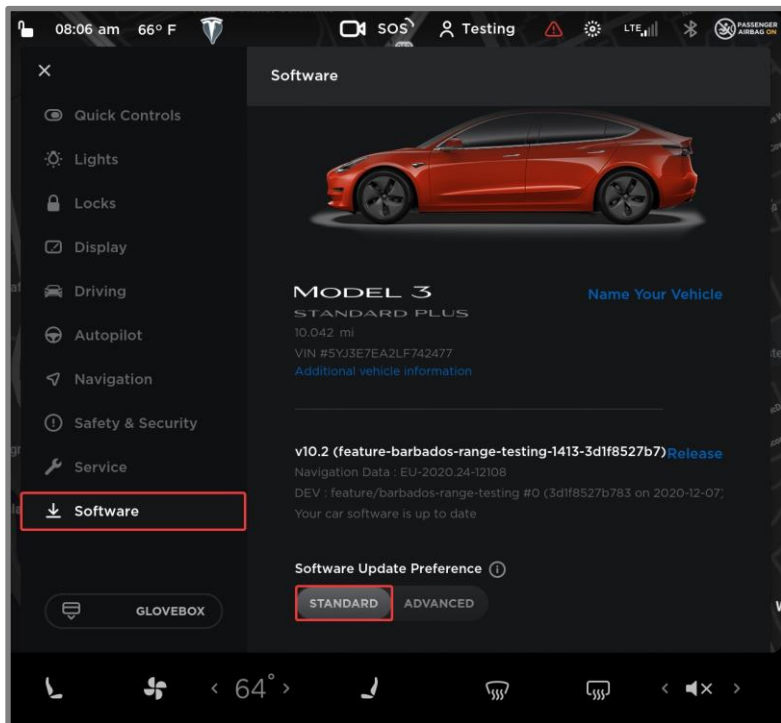 08:06 am 66° F SOS Testing LTE PASSENGER
AIRBAG ON
Software
Quick Controls
Lights
Locks
Display
Driving
Autopilot
Navigation
Safety & Security
Service
Software
GLOVEBOX
MODEL 3 Name Your Vehicle
STANDARD PLUS
10.042 mi
VIN #5YJ3E7EA2LF742477
Additional vehicle information
v10.2 (feature-barbados-range-testing-1413-3d1f8527b7) Release
Navigation Data : EU-2020.24-12108
DEV : feature/barbados-range-testing #0 (3d1f8527b783 on 2020-12-07;
Your car software is up to date
Software Update Preference
STANDARD ADVANCED
64°